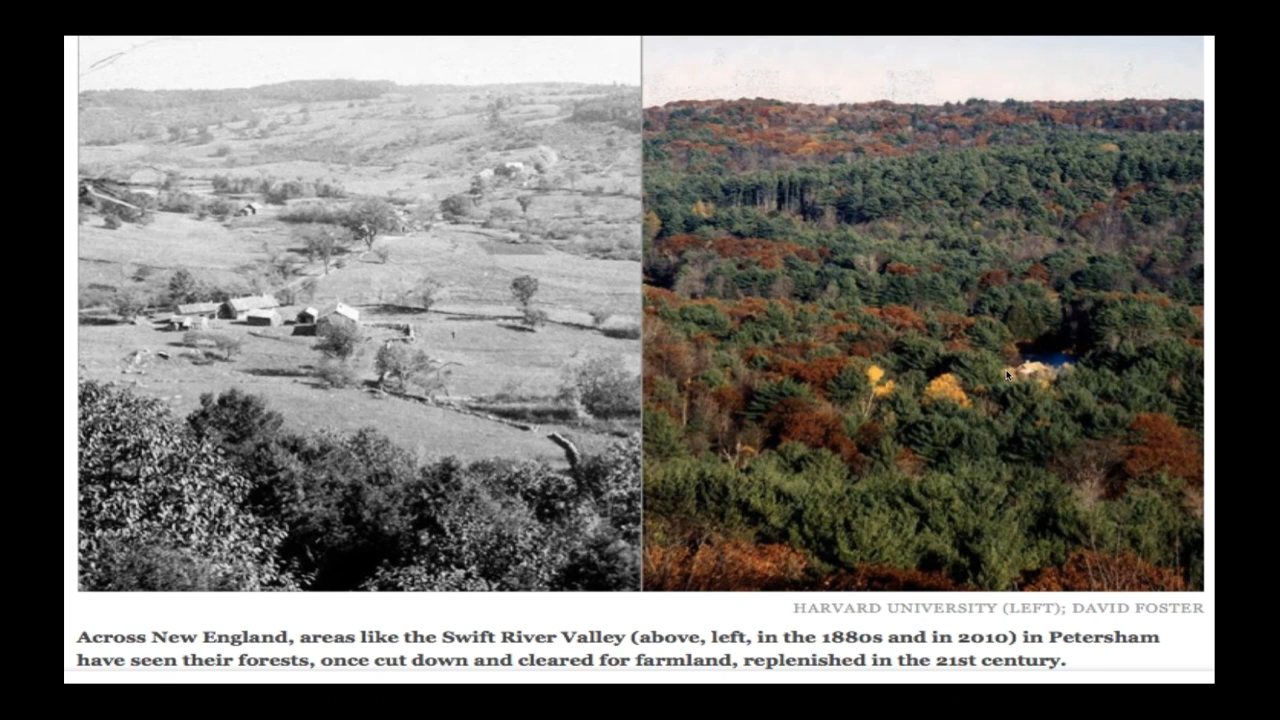 HARVARD UNIVERSITY (LEFT); DAVID FOSTER
Across New England, areas like the Swift River Valley (above, left, in the 1880s and in 2010) in Petersham
have seen their forests, once cut down and cleared for farmland, replenished in the 21st century.